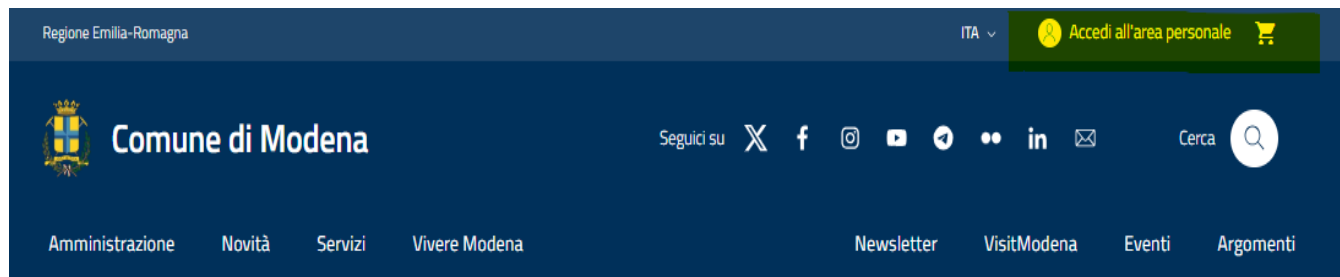 Regione Emilia-Romagna ITA Accedi all'area personale
Comune di Modena Seguici su Cerca
Amministrazione Novità Servizi Vivere Modena Newsletter VisitModena Eventi Argomenti